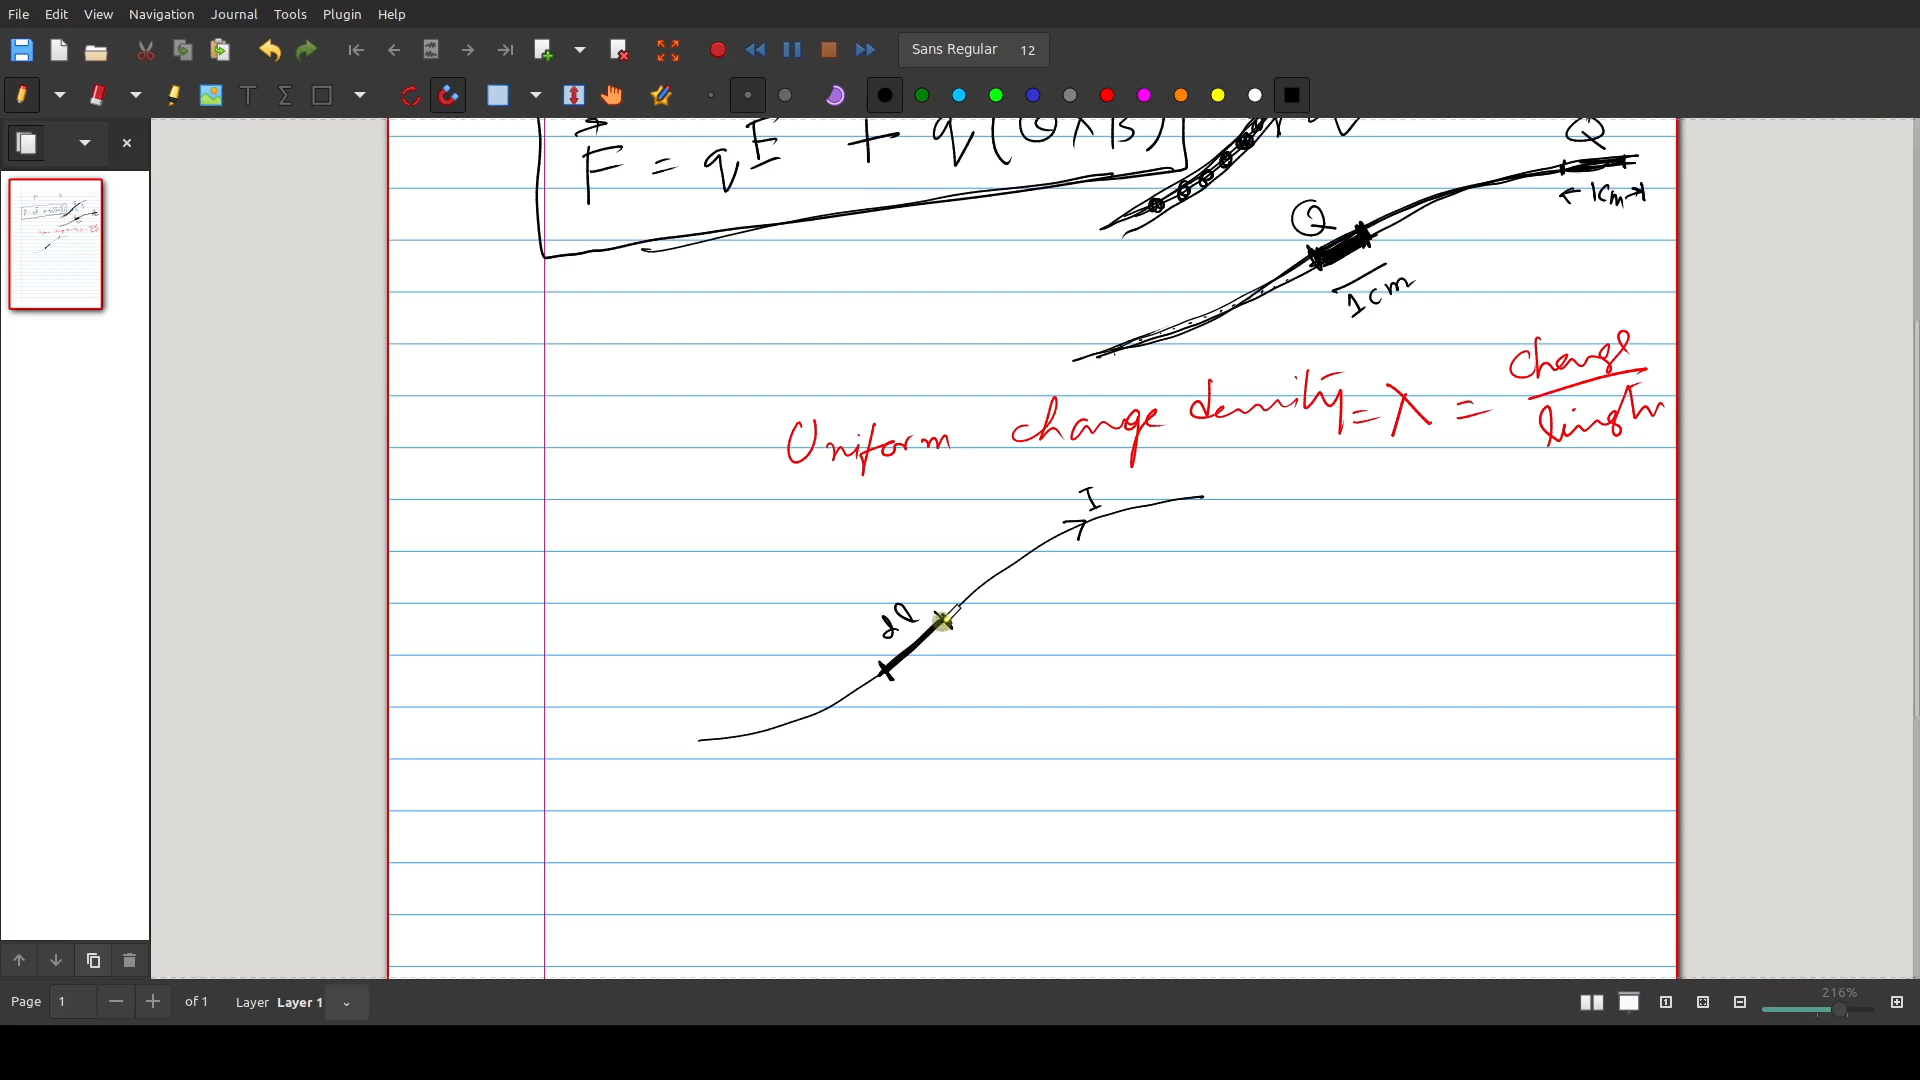 File Edit View Navigation Journal Tools Plugin Help
Sans Regular 12
F = qE + q(v×B)
Q
1cm
Q
1cm
Uniform charge density = λ = charge / length
I
dl
Page 1 of 1 Layer Layer 1
216%